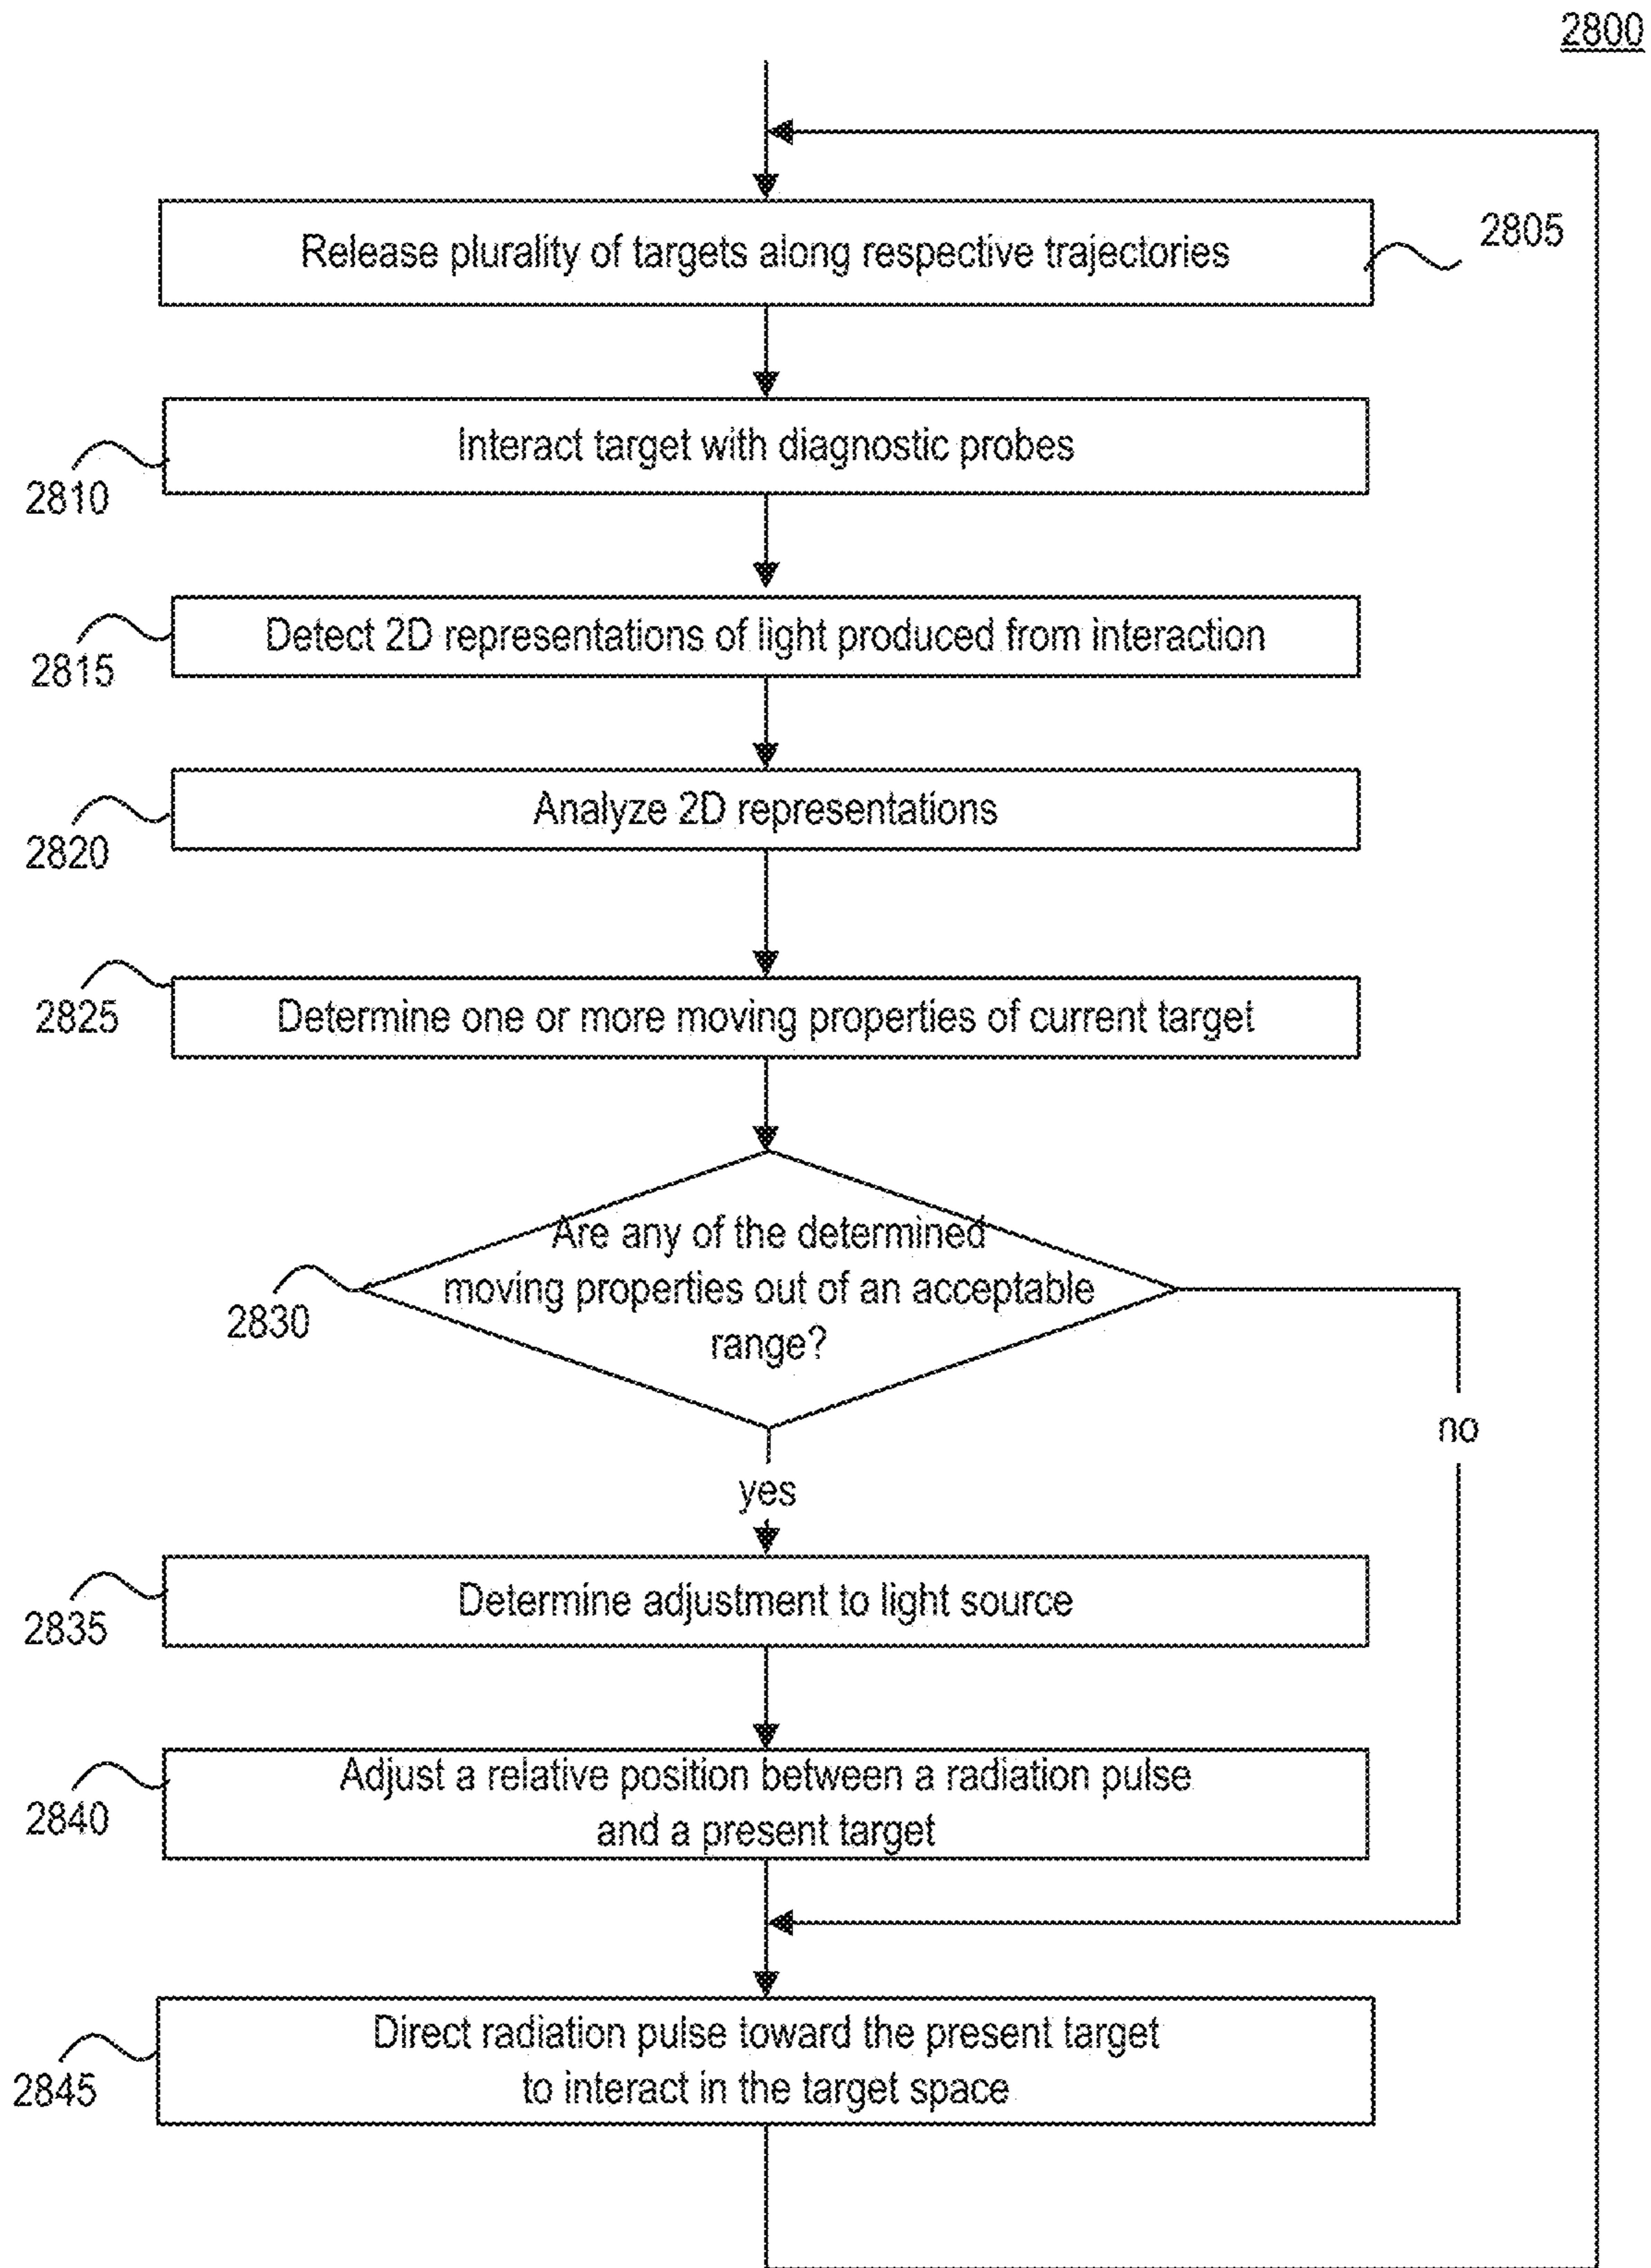 2800
Release plurality of targets along respective trajectories
2805
Interact target with diagnostic probes
2810
Detect 2D representations of light produced from interaction
2815
Analyze 2D representations
2820
Determine one or more moving properties of current target
2825
Are any of the determined
moving properties out of an acceptable
range?
2830
no
yes
Determine adjustment to light source
2835
Adjust a relative position between a radiation pulse
and a present target
2840
Direct radiation pulse toward the present target
to interact in the target space
2845